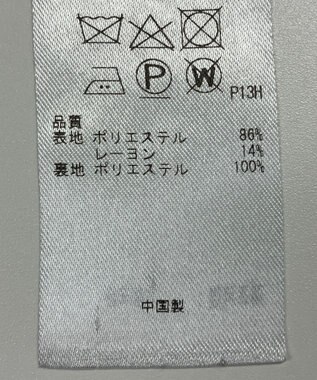 P W P13H
品質
表地 ポリエステル 86%
レーヨン 14%
裏地 ポリエステル 100%
中国製